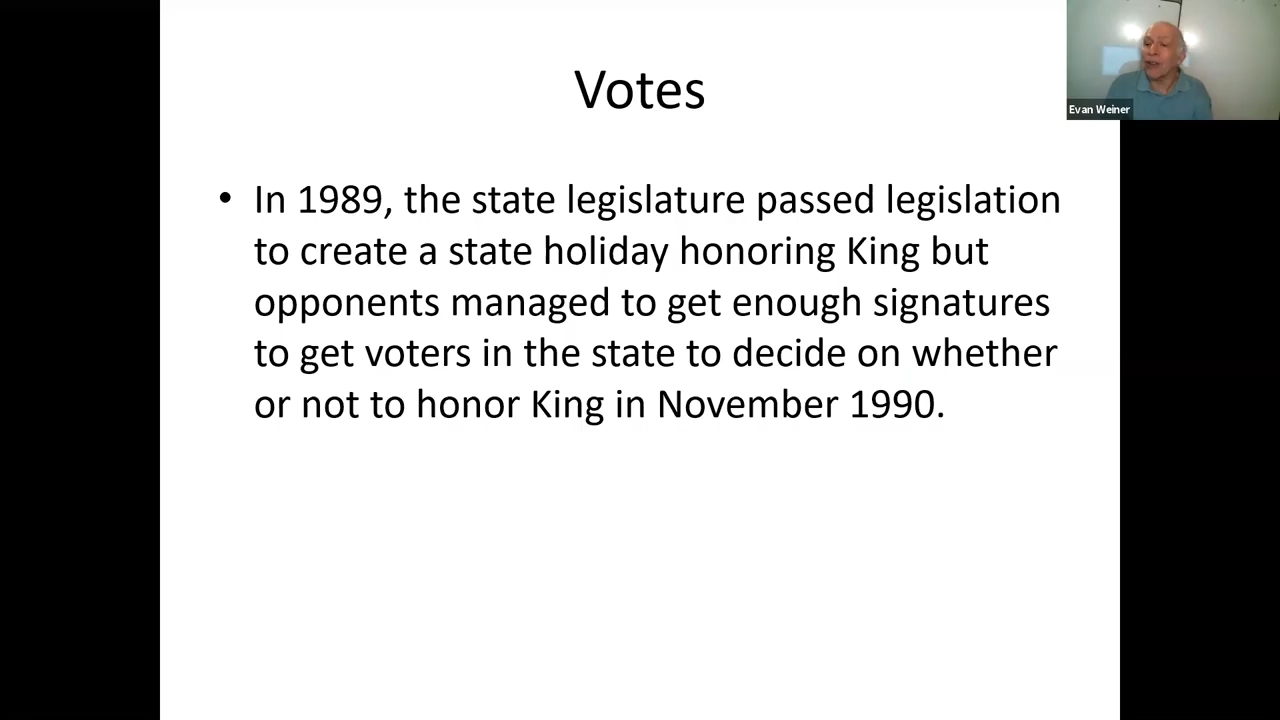 Votes
Evan Weiner
• In 1989, the state legislature passed legislation
to create a state holiday honoring King but
opponents managed to get enough signatures
to get voters in the state to decide on whether
or not to honor King in November 1990.